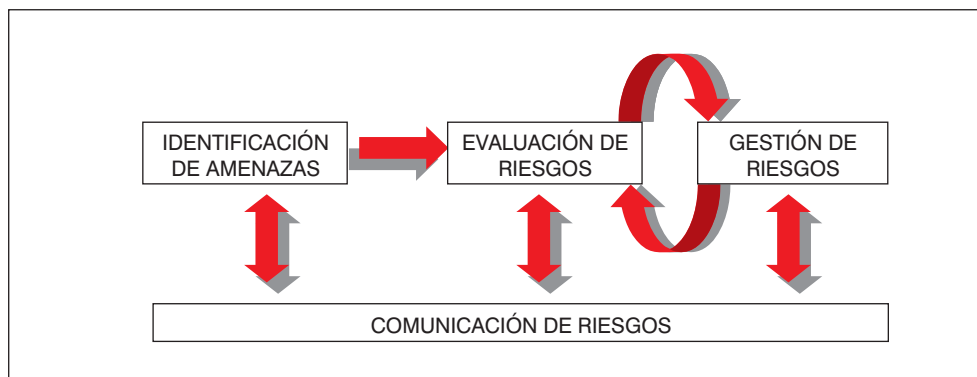 IDENTIFICACIÓN
DE AMENAZAS
EVALUACIÓN DE
RIESGOS
GESTIÓN DE
RIESGOS
COMUNICACIÓN DE RIESGOS